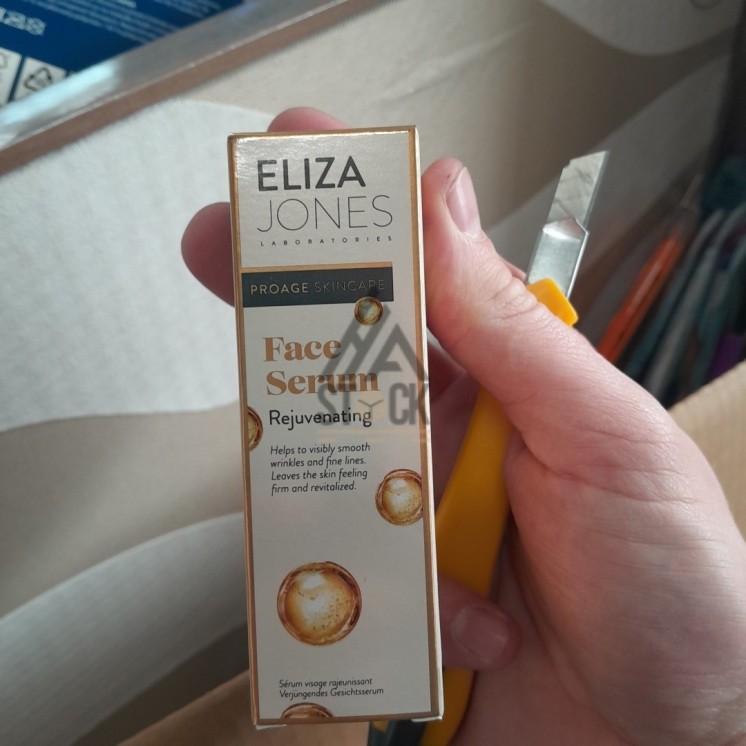 ELIZA
JONES
LABORATORIES
PROAGE SKINCARE
Face
Serum
Rejuvenating
Helps to visibly smooth
wrinkles and fine lines.
Leaves the skin feeling
firm and revitalized.
Sérum visage rajeunissant
Verjüngendes Gesichtsserum